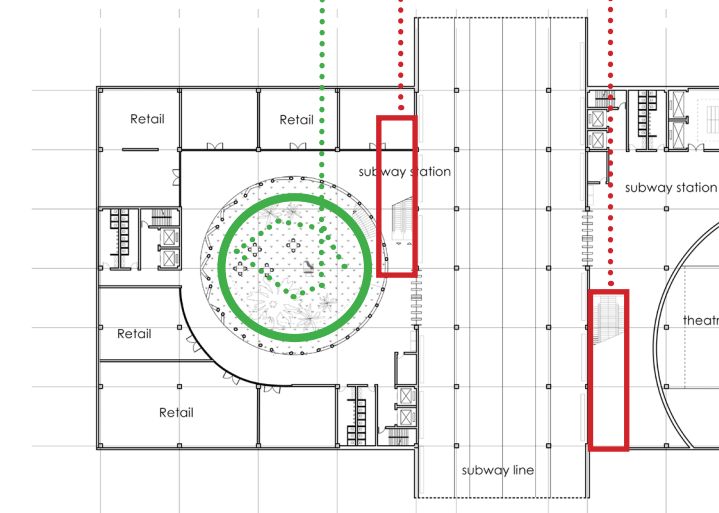 Retail
Retail
subway station
subway station
theatr
Retail
Retail
subway line